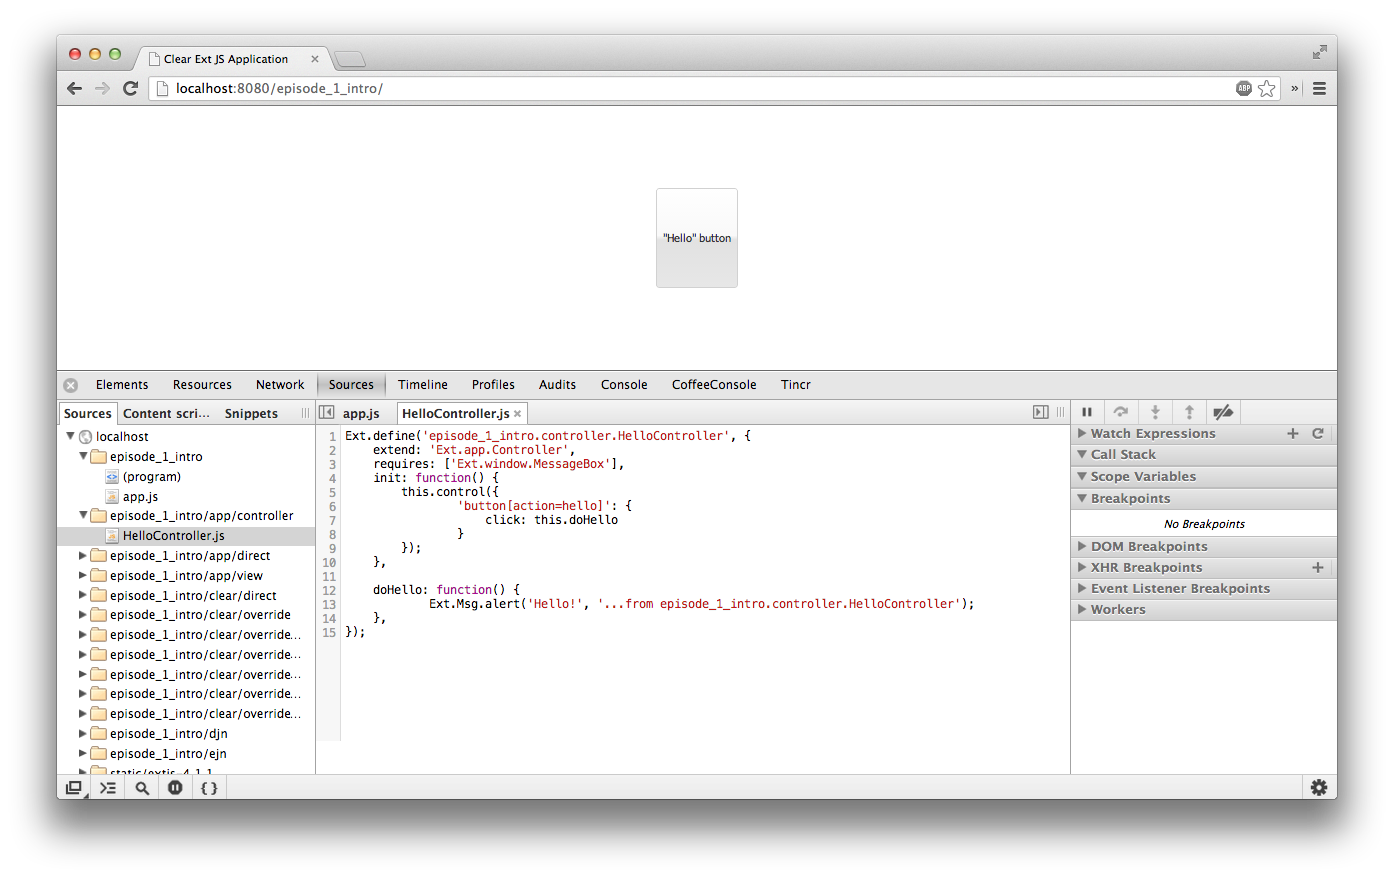 Clear Ext JS Application
localhost:8080/episode_1_intro/
ABP
"Hello" button
Elements Resources Network Sources Timeline Profiles Audits Console CoffeeConsole Tincr
Sources Content scri... Snippets
localhost
episode_1_intro
(program)
app.js
episode_1_intro/app/controller
HelloController.js
episode_1_intro/app/direct
episode_1_intro/app/view
episode_1_intro/clear/direct
episode_1_intro/clear/override
episode_1_intro/clear/override...
episode_1_intro/clear/override...
episode_1_intro/clear/override...
episode_1_intro/clear/override...
episode_1_intro/clear/override...
episode_1_intro/djn
episode_1_intro/ejn
static/extjs-4.1.1
app.js HelloController.js
1 Ext.define('episode_1_intro.controller.HelloController', {
2 extend: 'Ext.app.Controller',
3 requires: ['Ext.window.MessageBox'],
4 init: function() {
5 this.control({
6 'button[action=hello]': {
7 click: this.doHello
8 }
9 });
10 },
11
12 doHello: function() {
13 Ext.Msg.alert('Hello!', '...from episode_1_intro.controller.HelloController');
14 },
15 });
Watch Expressions
Call Stack
Scope Variables
Breakpoints
No Breakpoints
DOM Breakpoints
XHR Breakpoints
Event Listener Breakpoints
Workers